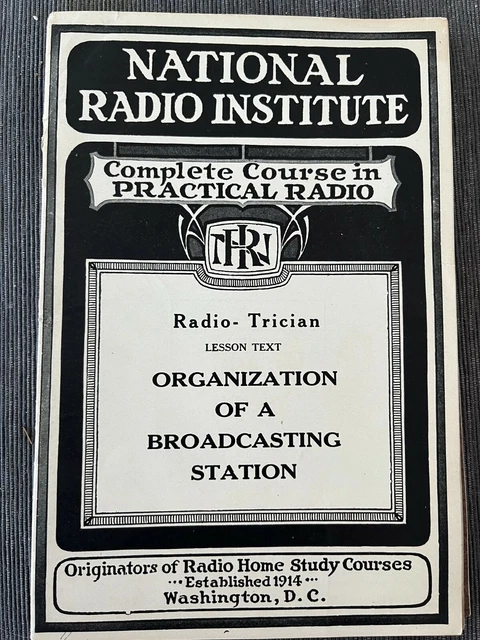 NATIONAL
RADIO INSTITUTE
Complete Course in
PRACTICAL RADIO
NRI
Radio- Trician
LESSON TEXT
ORGANIZATION
OF A
BROADCASTING
STATION
Originators of Radio Home Study Courses
···Established 1914···
Washington, D. C.